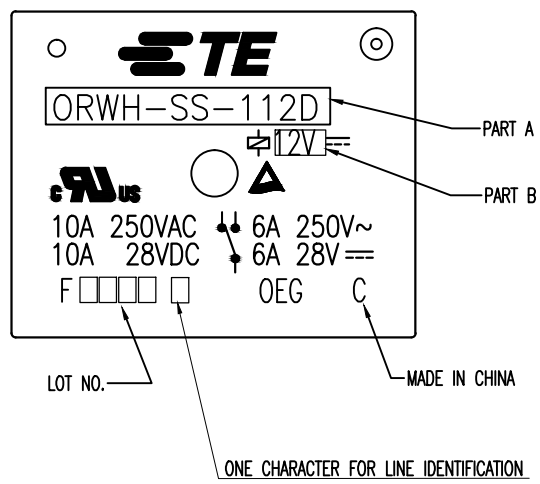 TE
ORWH-SS-112D
PART A
12V
PART B
c RU US
10A 250VAC 6A 250V~
10A 28VDC 6A 28V
F OEG C
LOT NO.
MADE IN CHINA
ONE CHARACTER FOR LINE IDENTIFICATION